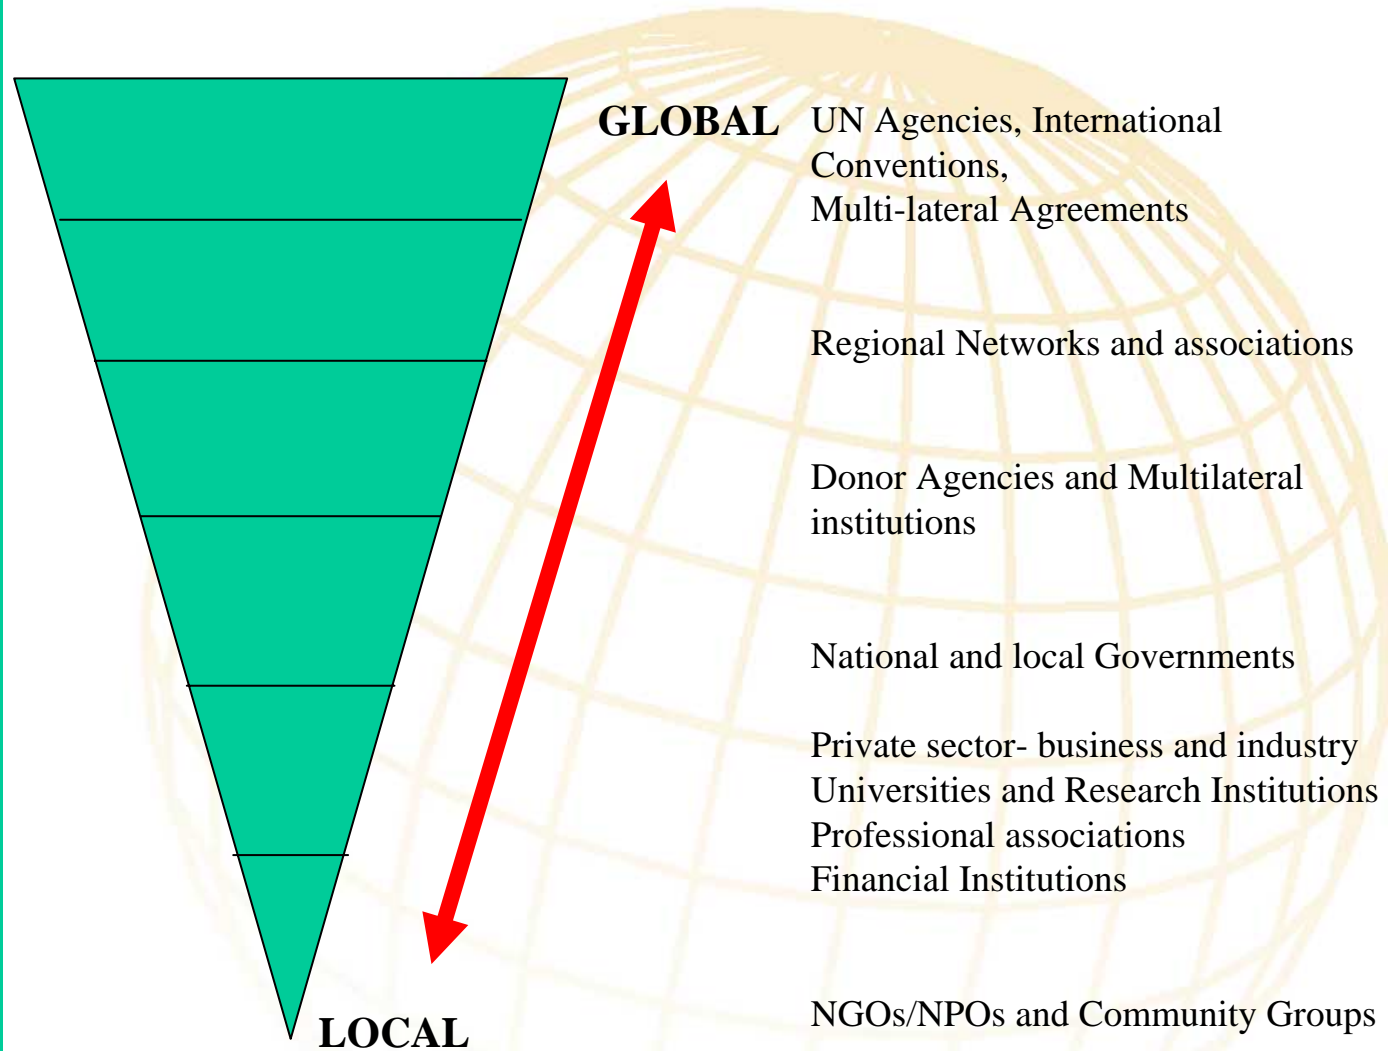 GLOBAL UN Agencies, International
Conventions,
Multi-lateral Agreements
Regional Networks and associations
Donor Agencies and Multilateral
institutions
National and local Governments
Private sector- business and industry
Universities and Research Institutions
Professional associations
Financial Institutions
NGOs/NPOs and Community Groups
LOCAL